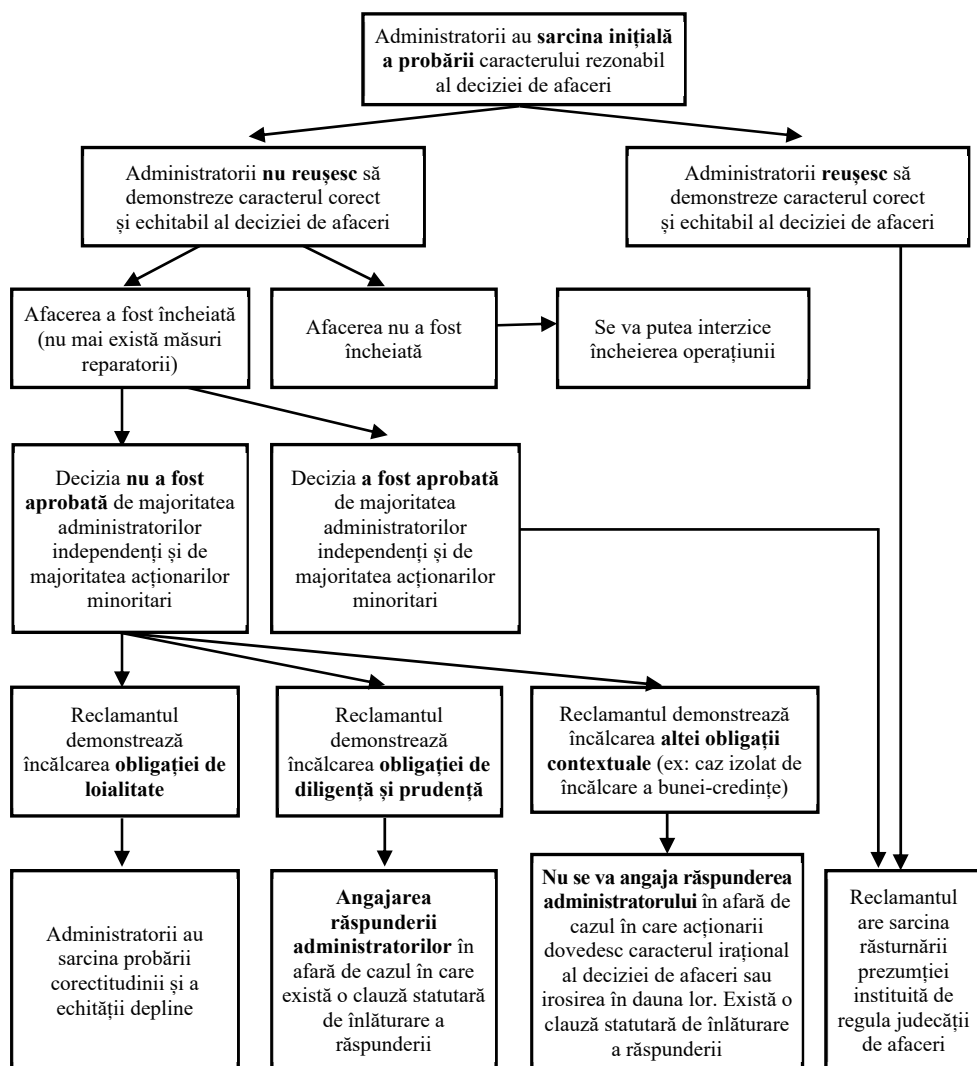 Administratorii au sarcina inițială
a probării caracterului rezonabil
al deciziei de afaceri
Administratorii nu reușesc să
demonstreze caracterul corect
și echitabil al deciziei de afaceri
Administratorii reușesc să
demonstreze caracterul corect
și echitabil al deciziei de afaceri
Afacerea a fost încheiată
(nu mai există măsuri
reparatorii)
Afacerea nu a fost
încheiată
Se va putea interzice
încheierea operațiunii
Decizia nu a fost
aprobată de majoritatea
administratorilor
independenți și de
majoritatea acționarilor
minoritari
Decizia a fost aprobată
de majoritatea
administratorilor
independenți și de
majoritatea acționarilor
minoritari
Reclamantul
demonstrează
încălcarea obligației de
loialitate
Reclamantul
demonstrează
încălcarea obligației de
diligență și prudență
Reclamantul demonstrează
încălcarea altei obligații
contextuale (ex: caz izolat de
încălcare a bunei-credințe)
Administratorii au
sarcina probării
corectitudinii și a
echității depline
Angajarea
răspunderii
administratorilor în
afară de cazul în care
există o clauză statutară
de înlăturare a
răspunderii
Nu se va angaja răspunderea
administratorului în afară de
cazul în care acționarii
dovedesc caracterul irațional
al deciziei de afaceri sau
irosirea în dauna lor. Există o
clauză statutară de înlăturare
a răspunderii
Reclamantul
are sarcina
răsturnării
prezumției
instituită de
regula judecății
de afaceri